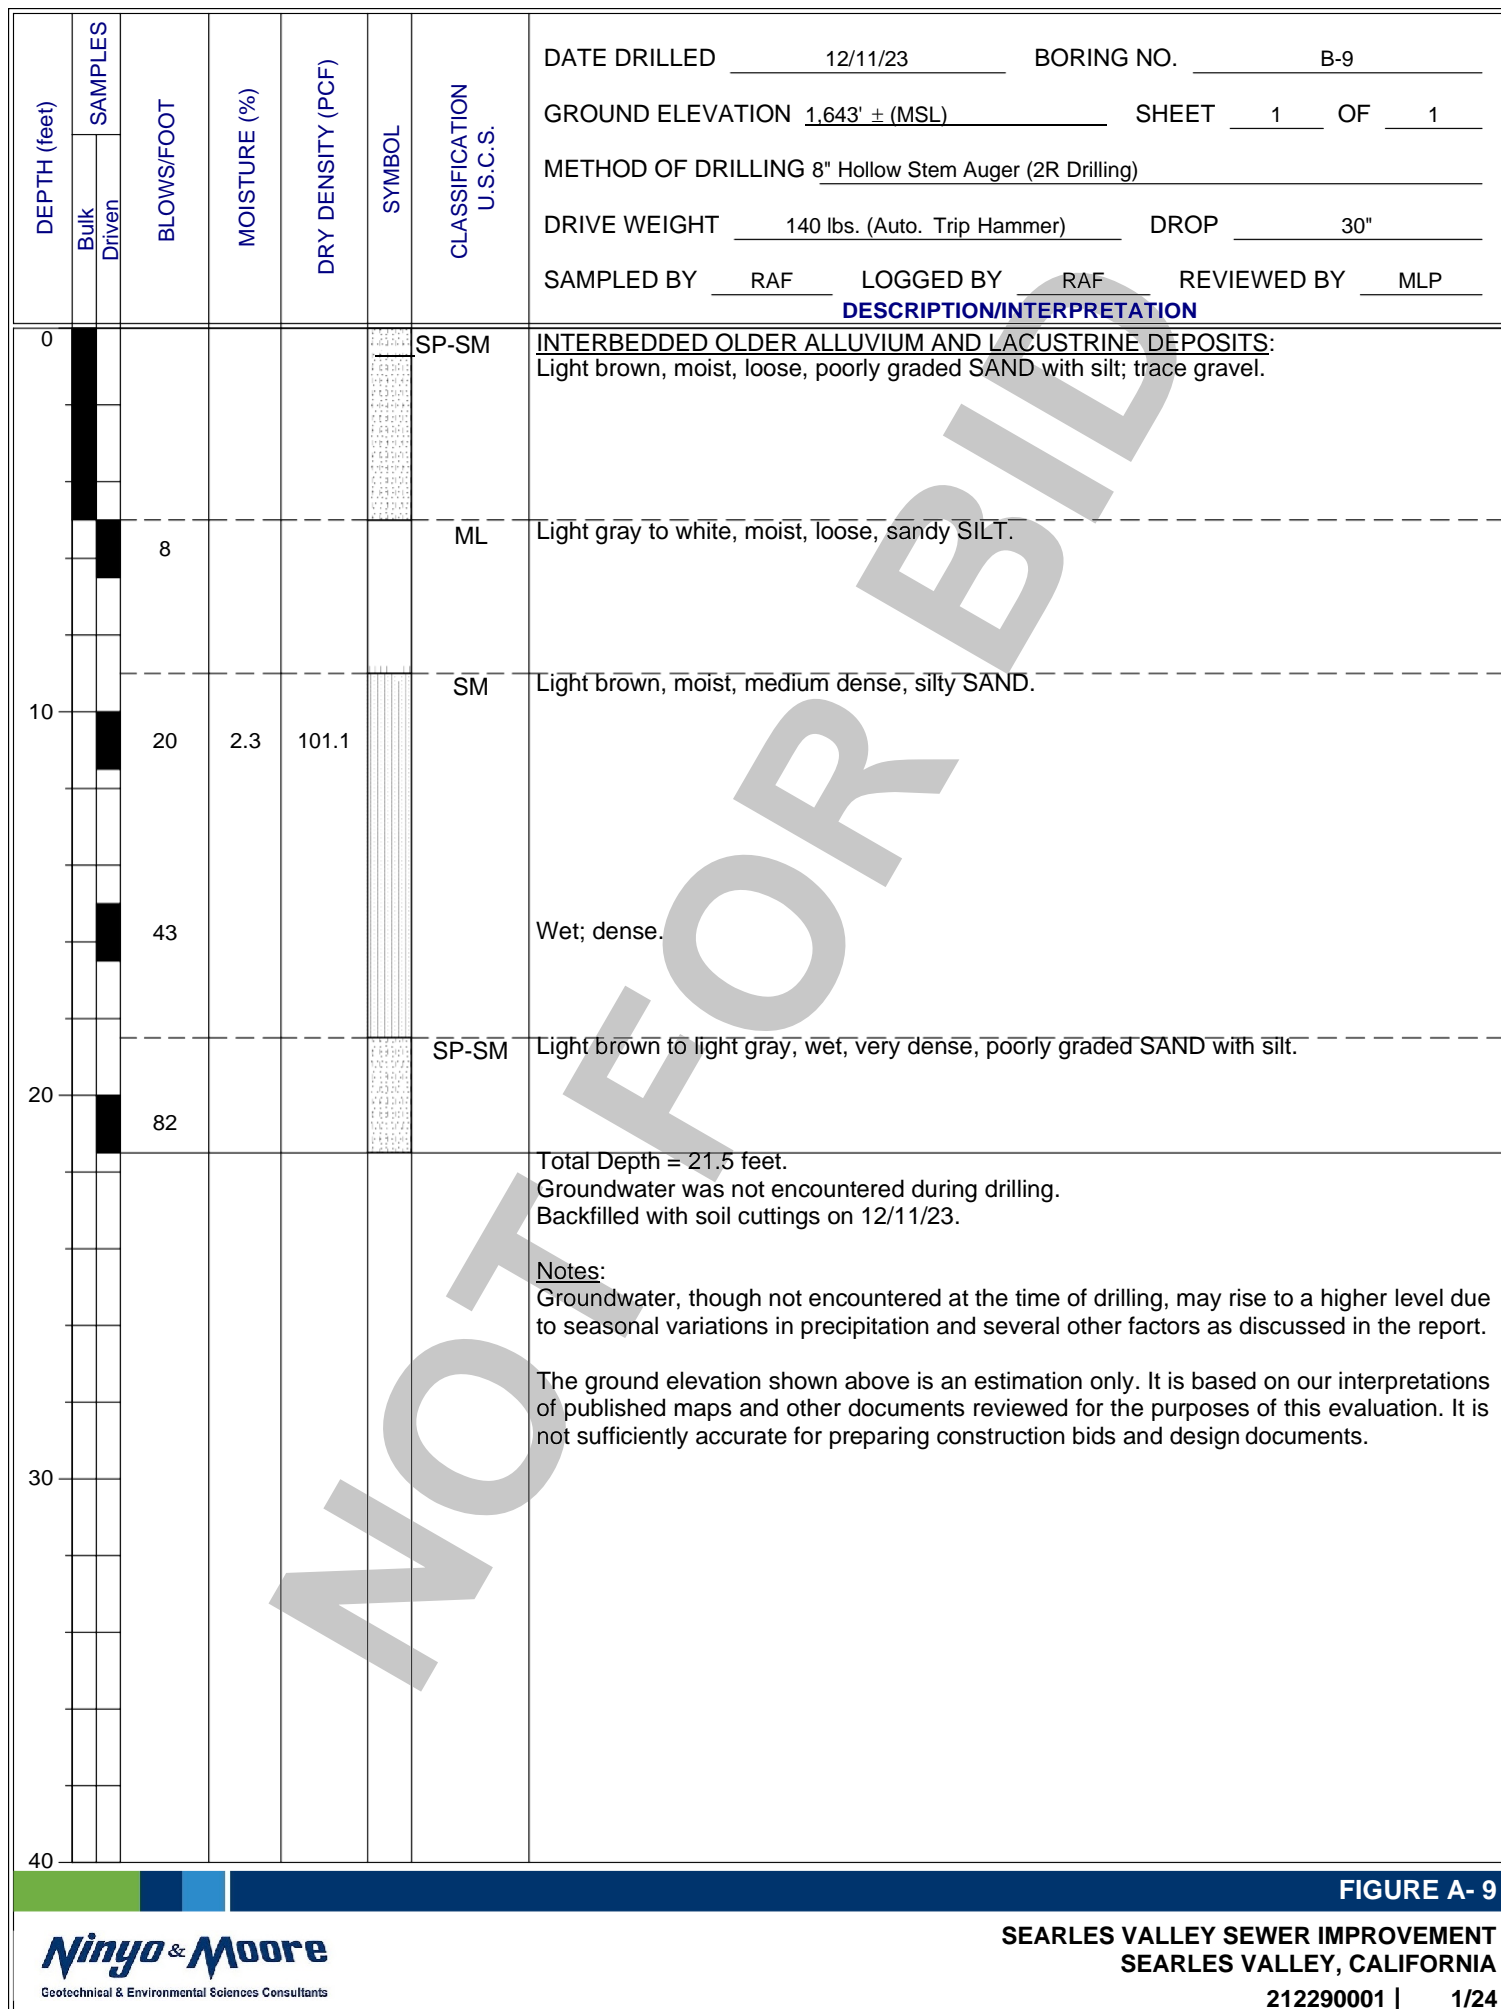 DEPTH (feet)
SAMPLES
Bulk
Driven
BLOWS/FOOT
MOISTURE (%)
DRY DENSITY (PCF)
SYMBOL
CLASSIFICATION
U.S.C.S.
DATE DRILLED 12/11/23 BORING NO. B-9
GROUND ELEVATION 1,643' ± (MSL) SHEET 1 OF 1
METHOD OF DRILLING 8" Hollow Stem Auger (2R Drilling)
DRIVE WEIGHT 140 lbs. (Auto. Trip Hammer) DROP 30"
SAMPLED BY RAF LOGGED BY RAF REVIEWED BY MLP
DESCRIPTION/INTERPRETATION
0 SP-SM INTERBEDDED OLDER ALLUVIUM AND LACUSTRINE DEPOSITS:
Light brown, moist, loose, poorly graded SAND with silt; trace gravel.
8 ML Light gray to white, moist, loose, sandy SILT.
SM Light brown, moist, medium dense, silty SAND.
10
20 2.3 101.1
43 Wet; dense.
SP-SM Light brown to light gray, wet, very dense, poorly graded SAND with silt.
20
82
Total Depth = 21.5 feet.
Groundwater was not encountered during drilling.
Backfilled with soil cuttings on 12/11/23.
Notes:
Groundwater, though not encountered at the time of drilling, may rise to a higher level due
to seasonal variations in precipitation and several other factors as discussed in the report.
The ground elevation shown above is an estimation only. It is based on our interpretations
of published maps and other documents reviewed for the purposes of this evaluation. It is
not sufficiently accurate for preparing construction bids and design documents.
30
40
NOT FOR BID
FIGURE A- 9
Ninyo & Moore
Geotechnical & Environmental Sciences Consultants
SEARLES VALLEY SEWER IMPROVEMENT
SEARLES VALLEY, CALIFORNIA
212290001 | 1/24